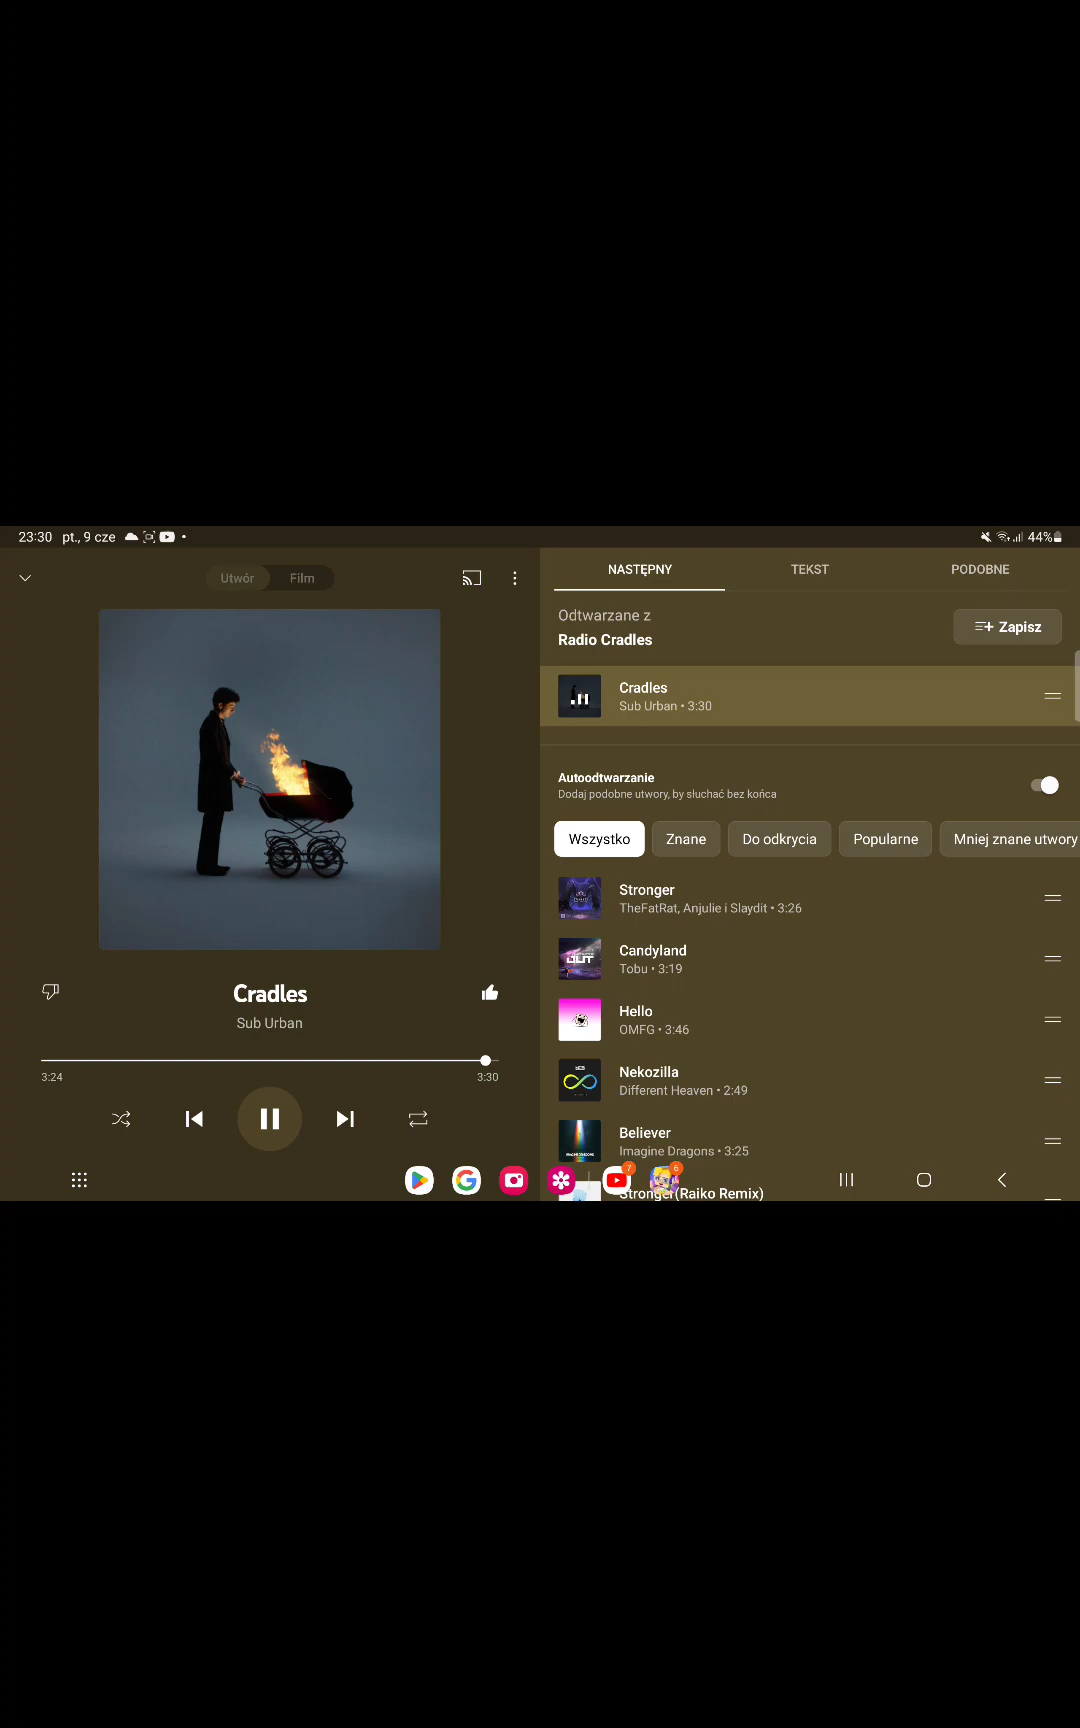 23:30 pt., 9 cze
44%
Utwór Film
Cradles
Sub Urban
3:24 3:30
NASTĘPNY TEKST PODOBNE
Odtwarzane z
Radio Cradles
Zapisz
Cradles
Sub Urban • 3:30
Autoodtwarzanie
Dodaj podobne utwory, by słuchać bez końca
Wszystko Znane Do odkrycia Popularne Mniej znane utwory
Stronger
TheFatRat, Anjulie i Slaydit • 3:26
Candyland
Tobu • 3:19
Hello
OMFG • 3:46
Nekozilla
Different Heaven • 2:49
Believer
Imagine Dragons • 3:25
Stronger(Raiko Remix)
7
6